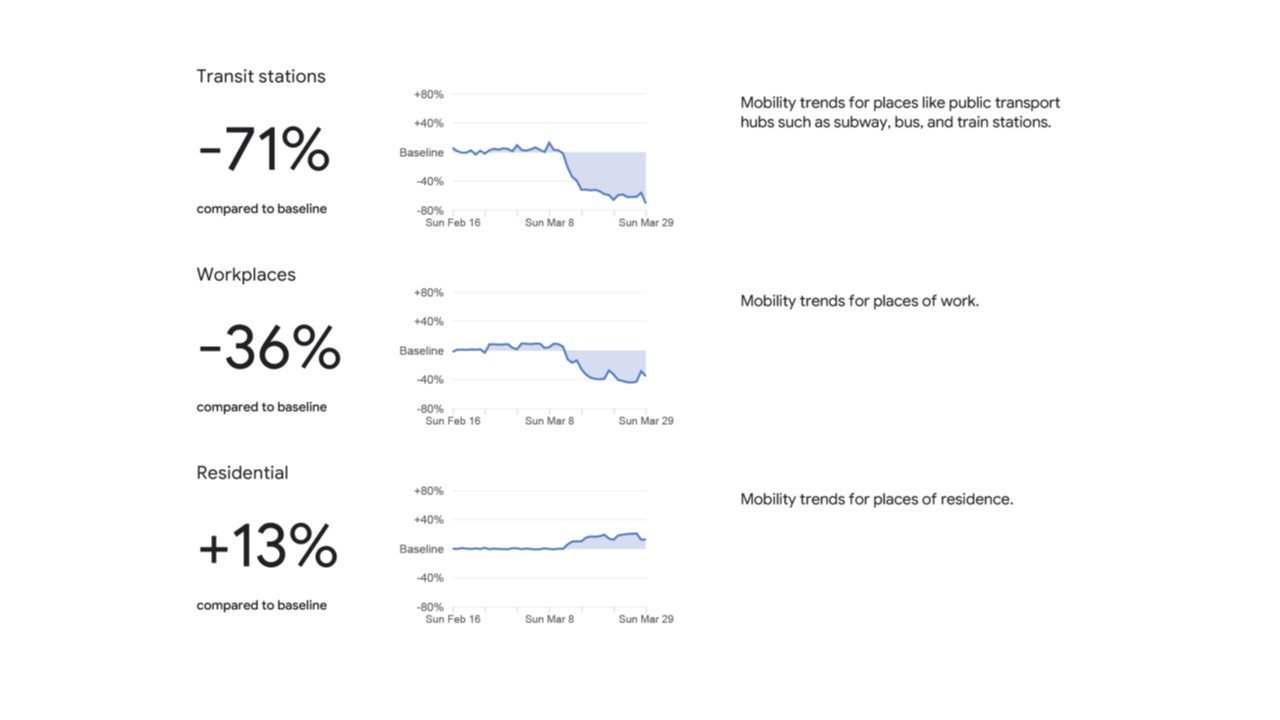 Transit stations
-71%
compared to baseline
+80%
+40%
Baseline
-40%
-80%
Sun Feb 16 Sun Mar 8 Sun Mar 29
Mobility trends for places like public transport
hubs such as subway, bus, and train stations.
Workplaces
-36%
compared to baseline
+80%
+40%
Baseline
-40%
-80%
Sun Feb 16 Sun Mar 8 Sun Mar 29
Mobility trends for places of work.
Residential
+13%
compared to baseline
+80%
+40%
Baseline
-40%
-80%
Sun Feb 16 Sun Mar 8 Sun Mar 29
Mobility trends for places of residence.